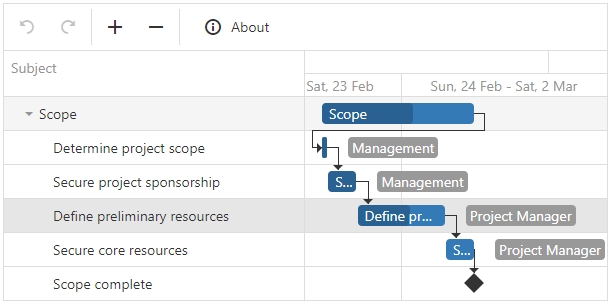 About
Subject
Sat, 23 Feb
Sun, 24 Feb - Sat, 2 Mar
Scope
Scope
Determine project scope
Management
Secure project sponsorship
S...
Management
Define preliminary resources
Define pr...
Project Manager
Secure core resources
S...
Project Manager
Scope complete